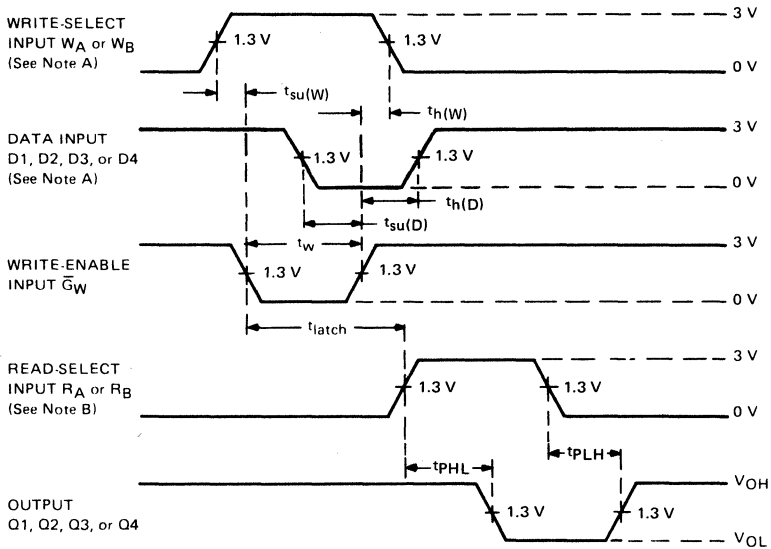 WRITE-SELECT
INPUT WA or WB
(See Note A)
1.3 V
1.3 V
3 V
0 V
tsu(W)
th(W)
DATA INPUT
D1, D2, D3, or D4
(See Note A)
1.3 V
1.3 V
3 V
0 V
th(D)
tsu(D)
tw
WRITE-ENABLE
INPUT G̅W
1.3 V
1.3 V
3 V
0 V
tlatch
READ-SELECT
INPUT RA or RB
(See Note B)
1.3 V
1.3 V
3 V
0 V
tPHL
tPLH
OUTPUT
Q1, Q2, Q3, or Q4
1.3 V
1.3 V
VOH
VOL